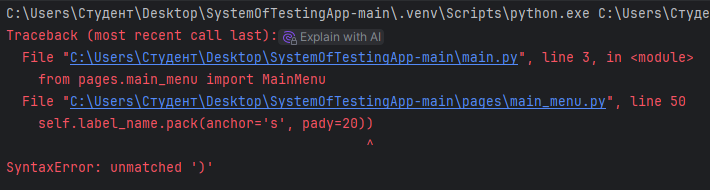 C:\Users\Студент\Desktop\SystemOfTestingApp-main\.venv\Scripts\python.exe C:\Users\Студе
Traceback (most recent call last): Explain with AI
File "C:\Users\Студент\Desktop\SystemOfTestingApp-main\main.py", line 3, in <module>
from pages.main_menu import MainMenu
File "C:\Users\Студент\Desktop\SystemOfTestingApp-main\pages\main_menu.py", line 50
self.label_name.pack(anchor='s', pady=20))
^
SyntaxError: unmatched ')'